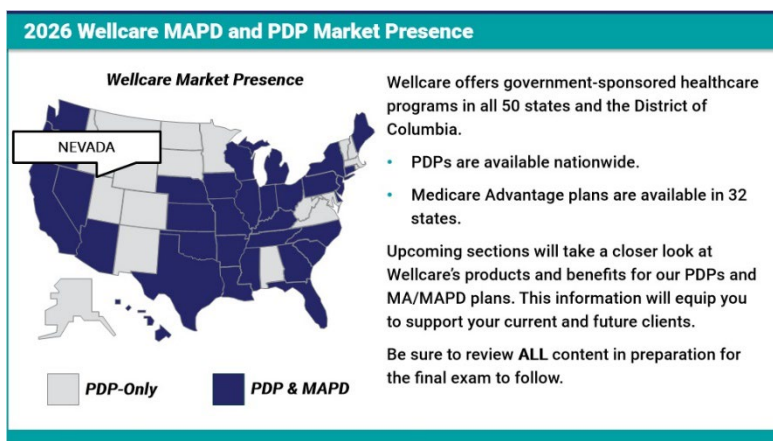 2026 Wellcare MAPD and PDP Market Presence
Wellcare Market Presence
NEVADA
PDP-Only
PDP & MAPD
Wellcare offers government-sponsored healthcare
programs in all 50 states and the District of
Columbia.
• PDPs are available nationwide.
• Medicare Advantage plans are available in 32
states.
Upcoming sections will take a closer look at
Wellcare's products and benefits for our PDPs and
MA/MAPD plans. This information will equip you
to support your current and future clients.
Be sure to review ALL content in preparation for
the final exam to follow.